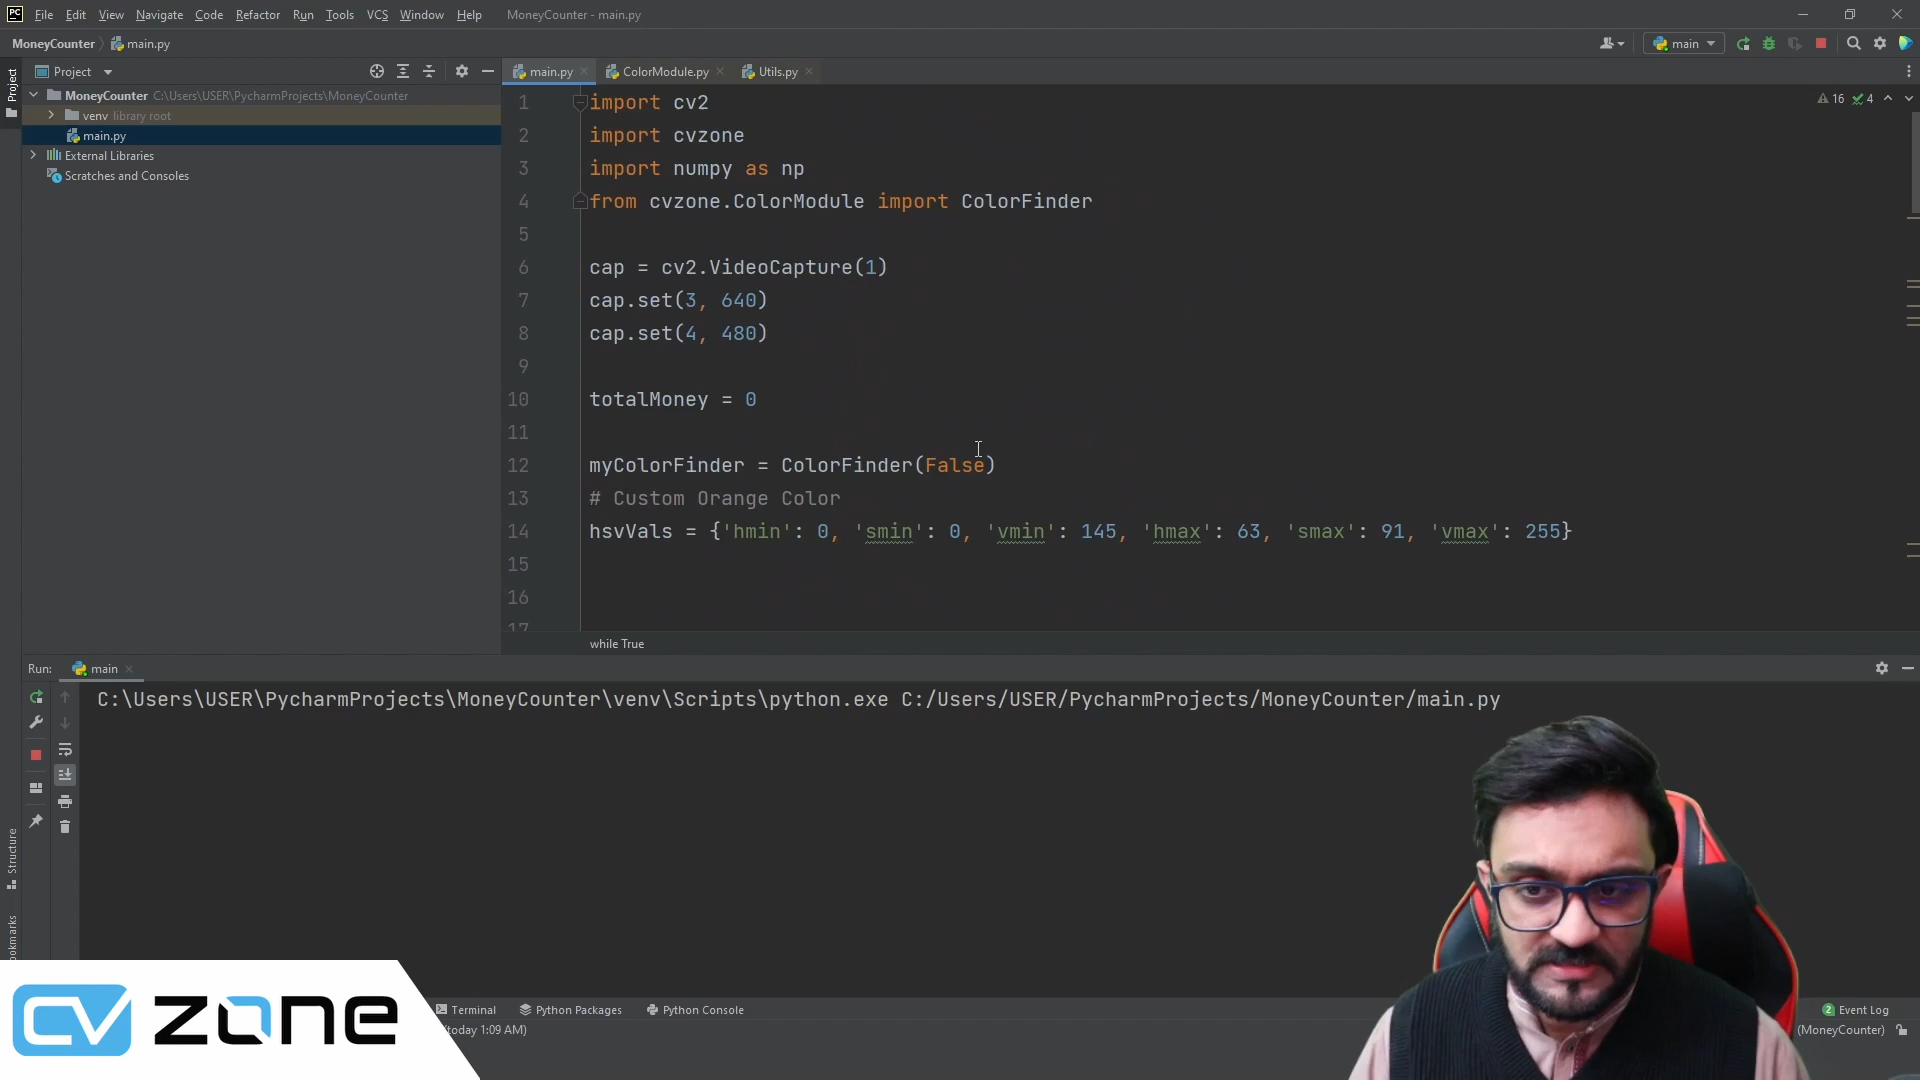 PC File Edit View Navigate Code Refactor Run Tools VCS Window Help MoneyCounter - main.py
MoneyCounter main.py main
Project
Project main.py ColorModule.py Utils.py
MoneyCounter C:\Users\USER\PycharmProjects\MoneyCounter
venv library root
main.py
External Libraries
Scratches and Consoles
16 4
1 import cv2
2 import cvzone
3 import numpy as np
4 from cvzone.ColorModule import ColorFinder
5
6 cap = cv2.VideoCapture(1)
7 cap.set(3, 640)
8 cap.set(4, 480)
9
10 totalMoney = 0
11
12 myColorFinder = ColorFinder(False)
13 # Custom Orange Color
14 hsvVals = {'hmin': 0, 'smin': 0, 'vmin': 145, 'hmax': 63, 'smax': 91, 'vmax': 255}
15
16
17
while True
Run: main
C:\Users\USER\PycharmProjects\MoneyCounter\venv\Scripts\python.exe C:/Users/USER/PycharmProjects/MoneyCounter/main.py
Structure
Terminal Python Packages Python Console 2 Event Log
(today 1:09 AM) (MoneyCounter)
CV zone